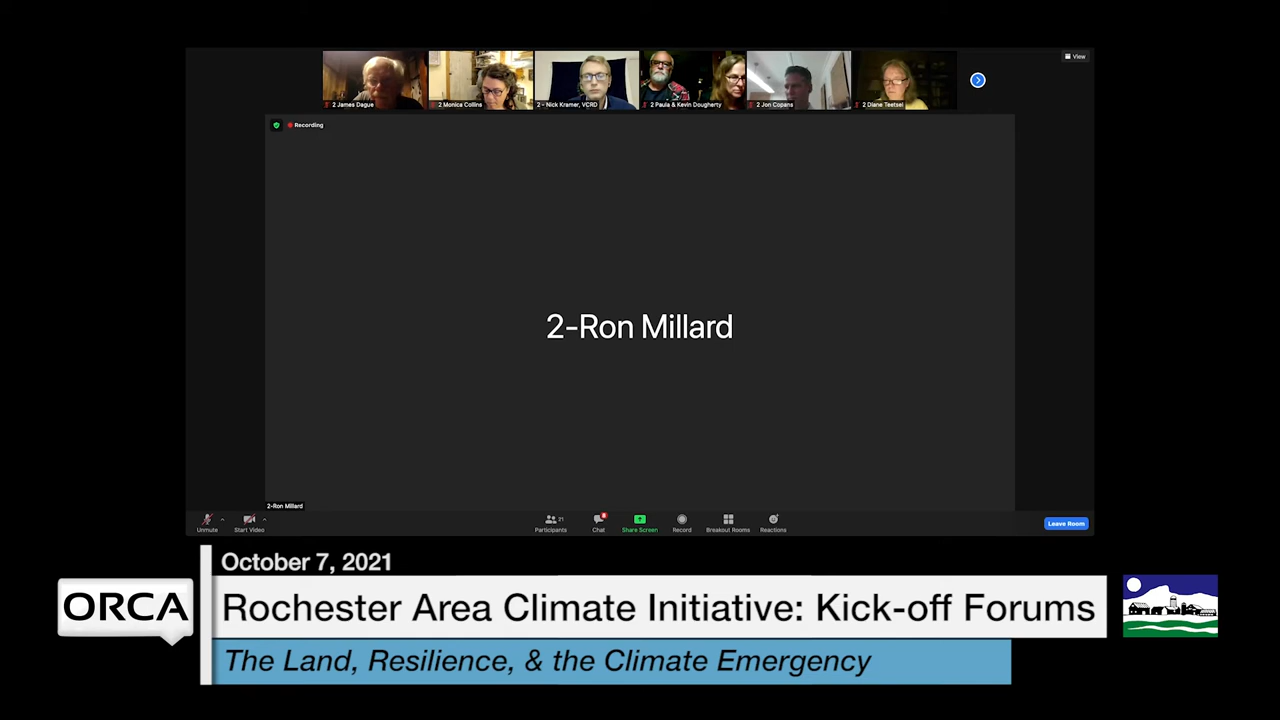 View
2 James Dague
2 Monica Collins
2 - Nick Kramer, VCRD
2 Paula & Kevin Dougherty
2 Jon Copans
2 Diane Teetsel
Recording
2-Ron Millard
2-Ron Millard
Unmute
Start Video
21
Participants
8
Chat
Share Screen
Record
Breakout Rooms
Reactions
Leave Room
October 7, 2021
ORCA
Rochester Area Climate Initiative: Kick-off Forums
The Land, Resilience, & the Climate Emergency